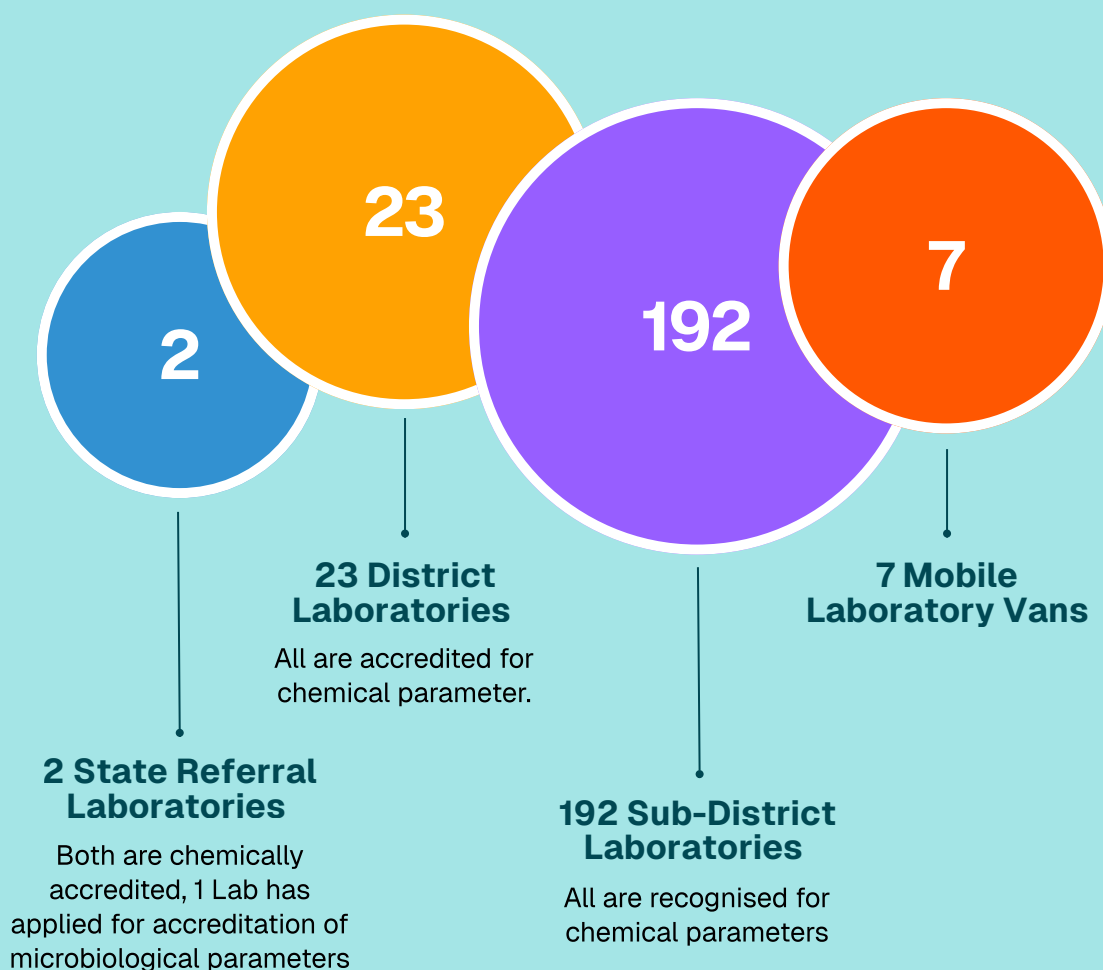 2
23
192
7
23 District
Laboratories
All are accredited for
chemical parameter.
7 Mobile
Laboratory Vans
2 State Referral
Laboratories
Both are chemically
accredited, 1 Lab has
applied for accreditation of
microbiological parameters
192 Sub-District
Laboratories
All are recognised for
chemical parameters